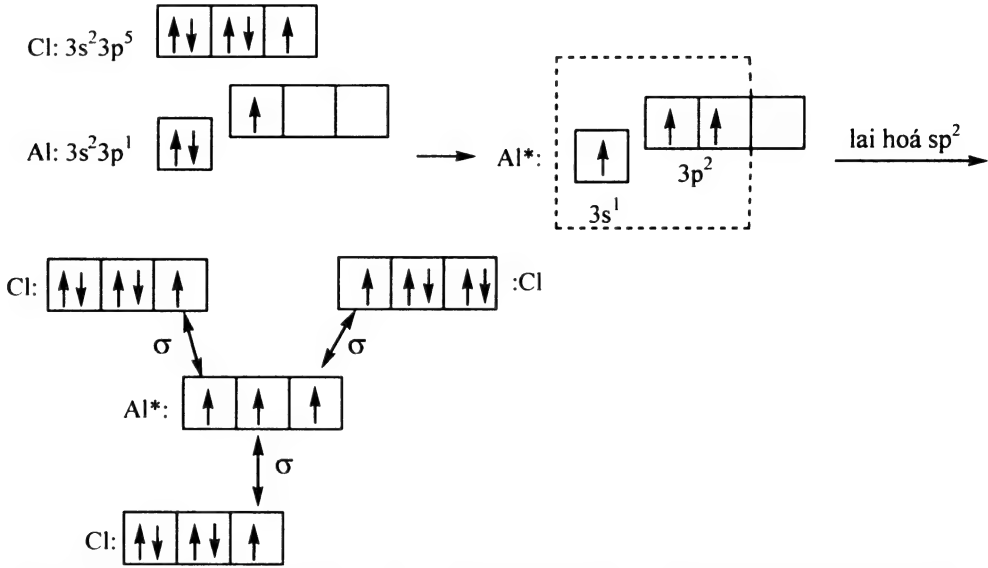 Cl: 3s²3p⁵
Al: 3s²3p¹
Al*:
3s¹
3p²
lai hoá sp²
Cl:
:Cl
σ
σ
Al*:
σ
Cl: